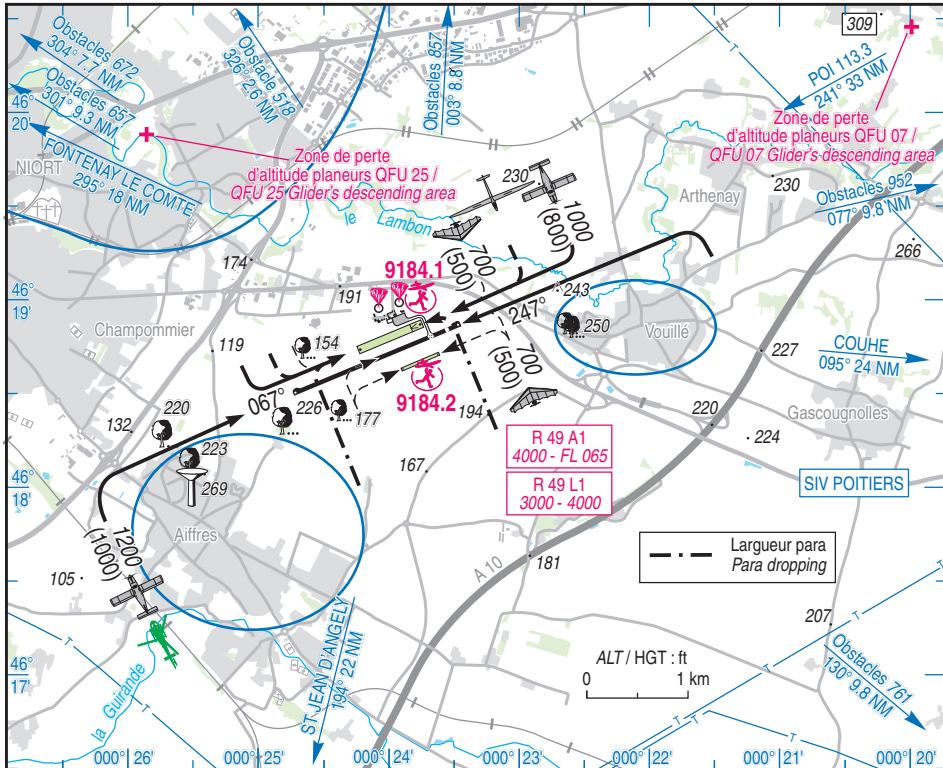 Obstacles 672
304° 7.7 NM
Obstacles 657
301° 9.3 NM
FONTENAY LE COMTE
295° 18 NM
Obstacle 518
326° 2.6 NM
Obstacles 857
003° 8.8 NM
309
POI 113.3
241° 33 NM
46°
20'
NIORT
Zone de perte
d'altitude planeurs QFU 25 /
QFU 25 Glider's descending area
Zone de perte
d'altitude planeurs QFU 07 /
QFU 07 Glider's descending area
230
230
Arthenay
Obstacles 952
077° 9.8 NM
le Lambon
1000
(800)
700
(500)
174
266
9184.1
191
243
46°
19'
247°
250
Vouillé
Champommier
119
154
227
COUHE
095° 24 NM
700
(500)
067°
9184.2
226
177
194
220
132
220
224
Gascougnolles
223
269
167
R 49 A1
4000 - FL 065
R 49 L1
3000 - 4000
46°
18'
SIV POITIERS
Aiffres
1200
(1000)
A 10
181
Largueur para
Para dropping
105
207
ST JEAN D'ANGELY
194° 22 NM
ALT / HGT : ft
0
1 km
Obstacles 761
130° 9.8 NM
46°
17'
la Guirande
T
T
T
T
T
T
T
T
000° 26'
000° 25'
000° 24'
000° 23'
000° 22'
000° 21'
000° 20'